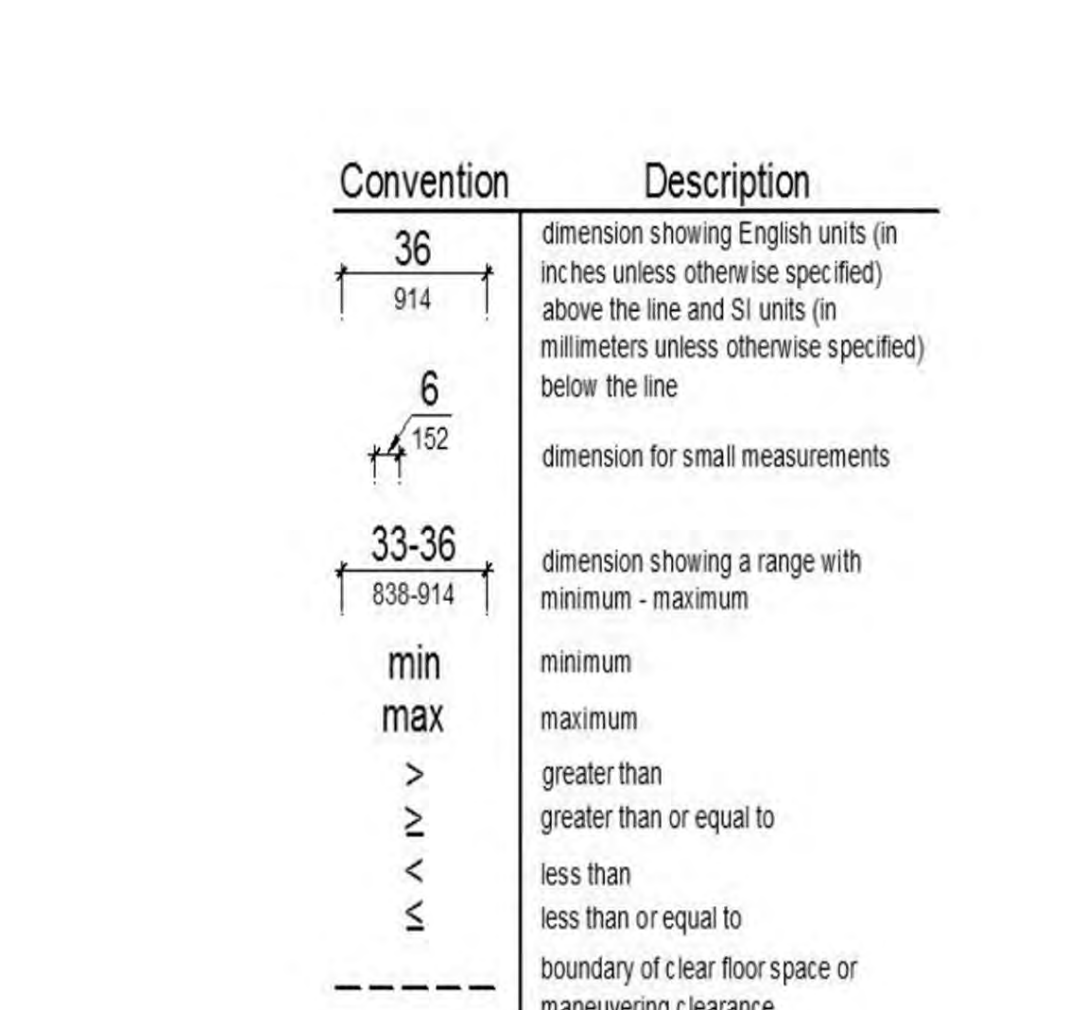 Convention Description
36
914
dimension showing English units (in
inches unless otherwise specified)
above the line and SI units (in
millimeters unless otherwise specified)
below the line
6
152
dimension for small measurements
33-36
838-914
dimension showing a range with
minimum - maximum
min minimum
max maximum
> greater than
≥ greater than or equal to
< less than
≤ less than or equal to
boundary of clear floor space or
maneuvering clearance